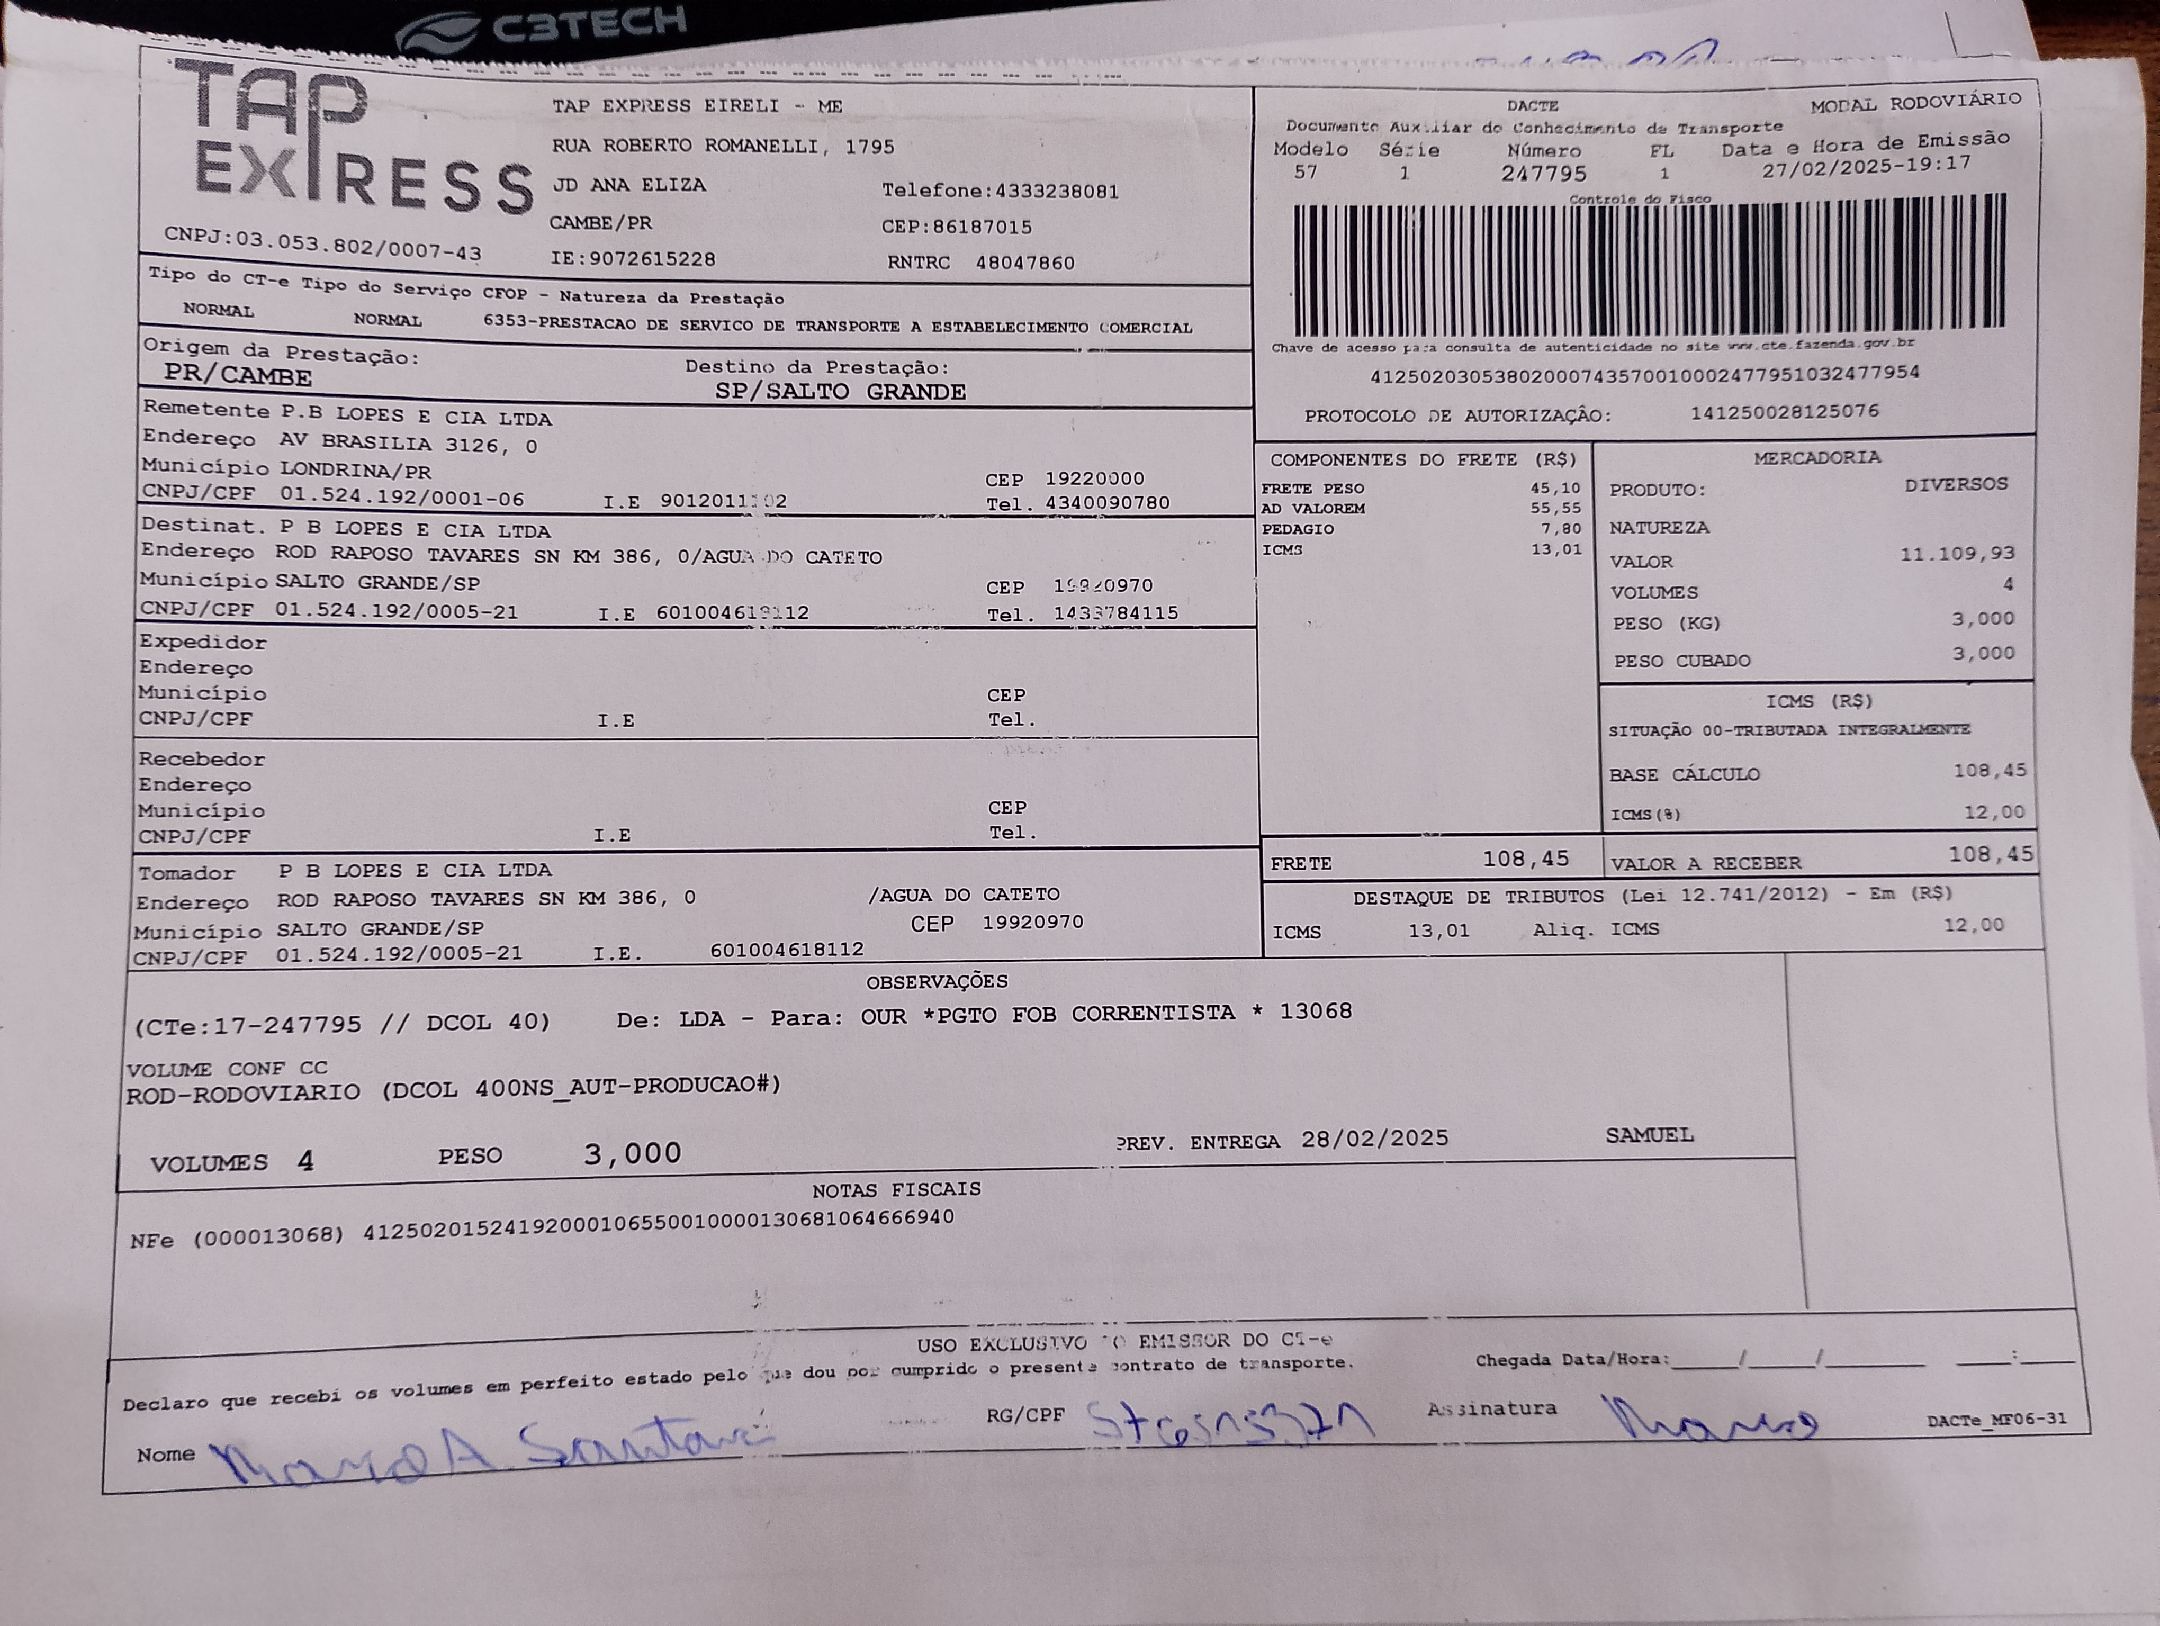 C3TECH
TAP EXPRESS
TAP EXPRESS EIRELI - ME
RUA ROBERTO ROMANELLI, 1795
JD ANA ELIZA Telefone:4333238081
CAMBE/PR CEP:86187015
CNPJ:03.053.802/0007-43 IE:9072615228 RNTRC 48047860
DACTE MODAL RODOVIÁRIO
Documento Auxiliar do Conhecimento de Transporte
Modelo Série Número FL Data e Hora de Emissão
57 1 247795 1 27/02/2025-19:17
Controle do Fisco
Chave de acesso para consulta de autenticidade no site www.cte.fazenda.gov.br
41250203053802000743570010002477951032477954
PROTOCOLO DE AUTORIZAÇÃO: 141250028125076
Tipo do CT-e Tipo do Serviço CFOP - Natureza da Prestação
NORMAL NORMAL 6353-PRESTACAO DE SERVICO DE TRANSPORTE A ESTABELECIMENTO COMERCIAL
Origem da Prestação: Destino da Prestação:
PR/CAMBE SP/SALTO GRANDE
Remetente P.B LOPES E CIA LTDA
Endereço AV BRASILIA 3126, 0
Município LONDRINA/PR CEP 19220000
CNPJ/CPF 01.524.192/0001-06 I.E Tel. 4340090780
Destinat. P B LOPES E CIA LTDA
Endereço ROD RAPOSO TAVARES SN KM 386, 0/AGUA DO CATETO
Município SALTO GRANDE/SP CEP 19920970
CNPJ/CPF 01.524.192/0005-21 I.E 601004618112 Tel. 1433784115
Expedidor
Endereço
Município CEP
CNPJ/CPF I.E Tel.
Recebedor
Endereço
Município CEP
CNPJ/CPF I.E Tel.
Tomador P B LOPES E CIA LTDA
Endereço ROD RAPOSO TAVARES SN KM 386, 0 /AGUA DO CATETO
Município SALTO GRANDE/SP CEP 19920970
CNPJ/CPF 01.524.192/0005-21 I.E. 601004618112
COMPONENTES DO FRETE (R$)
FRETE PESO 45,10
AD VALOREM 55,55
PEDAGIO 7,80
ICMS 13,01
MERCADORIA
PRODUTO: DIVERSOS
NATUREZA
VALOR 11.109,93
VOLUMES 4
PESO (KG) 3,000
PESO CUBADO 3,000
ICMS (R$)
SITUAÇÃO 00-TRIBUTADA INTEGRALMENTE
BASE CÁLCULO 108,45
ICMS(%) 12,00
FRETE 108,45 VALOR A RECEBER 108,45
DESTAQUE DE TRIBUTOS (Lei 12.741/2012) - Em (R$)
ICMS 13,01 Aliq. ICMS 12,00
OBSERVAÇÕES
(CTe:17-247795 // DCOL 40) De: LDA - Para: OUR *PGTO FOB CORRENTISTA * 13068
VOLUME CONF CC
ROD-RODOVIARIO (DCOL 400NS_AUT-PRODUCAO#)
VOLUMES 4 PESO 3,000 PREV. ENTREGA 28/02/2025 SAMUEL
NOTAS FISCAIS
NFe (000013068) 41250201524192000106550010000130681064666940
USO EXCLUSIVO DO EMISSOR DO CT-e
Declaro que recebi os volumes em perfeito estado pelo que dou por cumprido o presente contrato de transporte. Chegada Data/Hora:_____/_____/_______ ____:____
Nome RG/CPF Assinatura DACTe_MF06-31